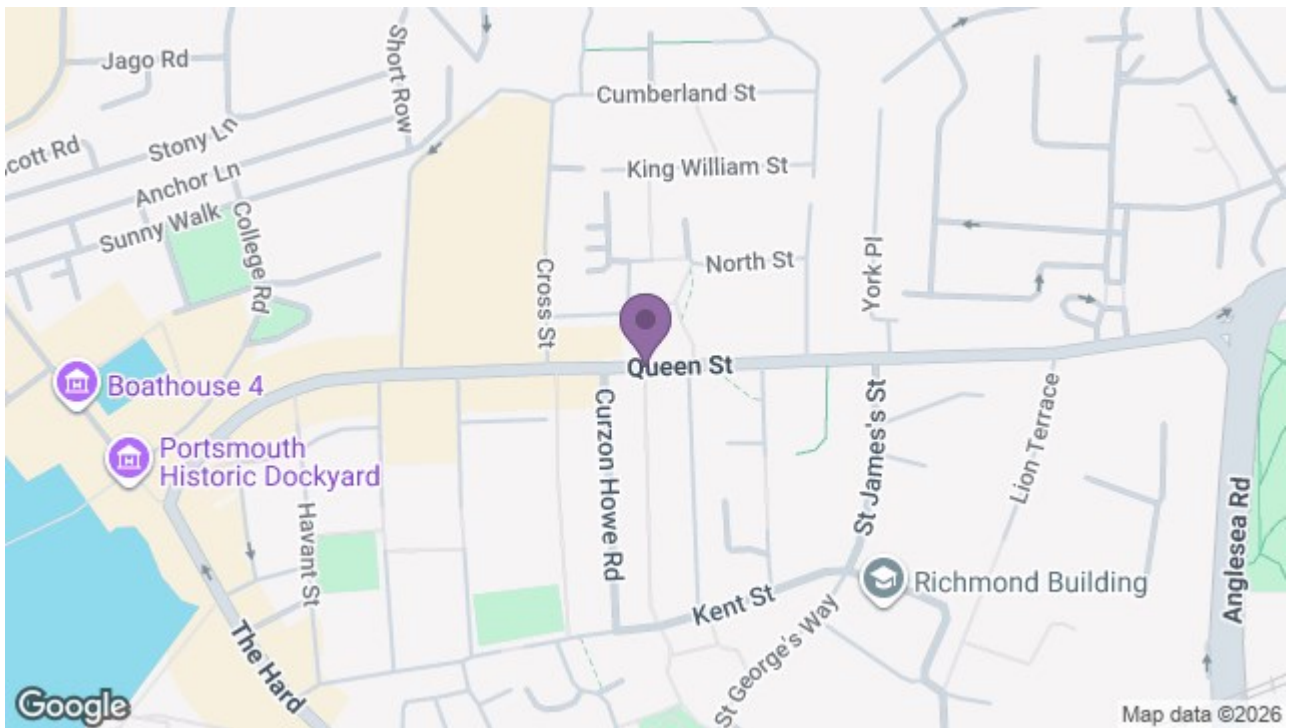 Jago Rd
Short Row
Cumberland St
cott Rd
Stony Ln
Anchor Ln
Sunny Walk
College Rd
King William St
North St
York Pl
Cross St
Queen St
Boathouse 4
Portsmouth
Historic Dockyard
Curzon Howe Rd
St James's St
Lion Terrace
Anglesea Rd
Havant St
The Hard
Kent St
St George's Way
Richmond Building
Google
Map data ©2026